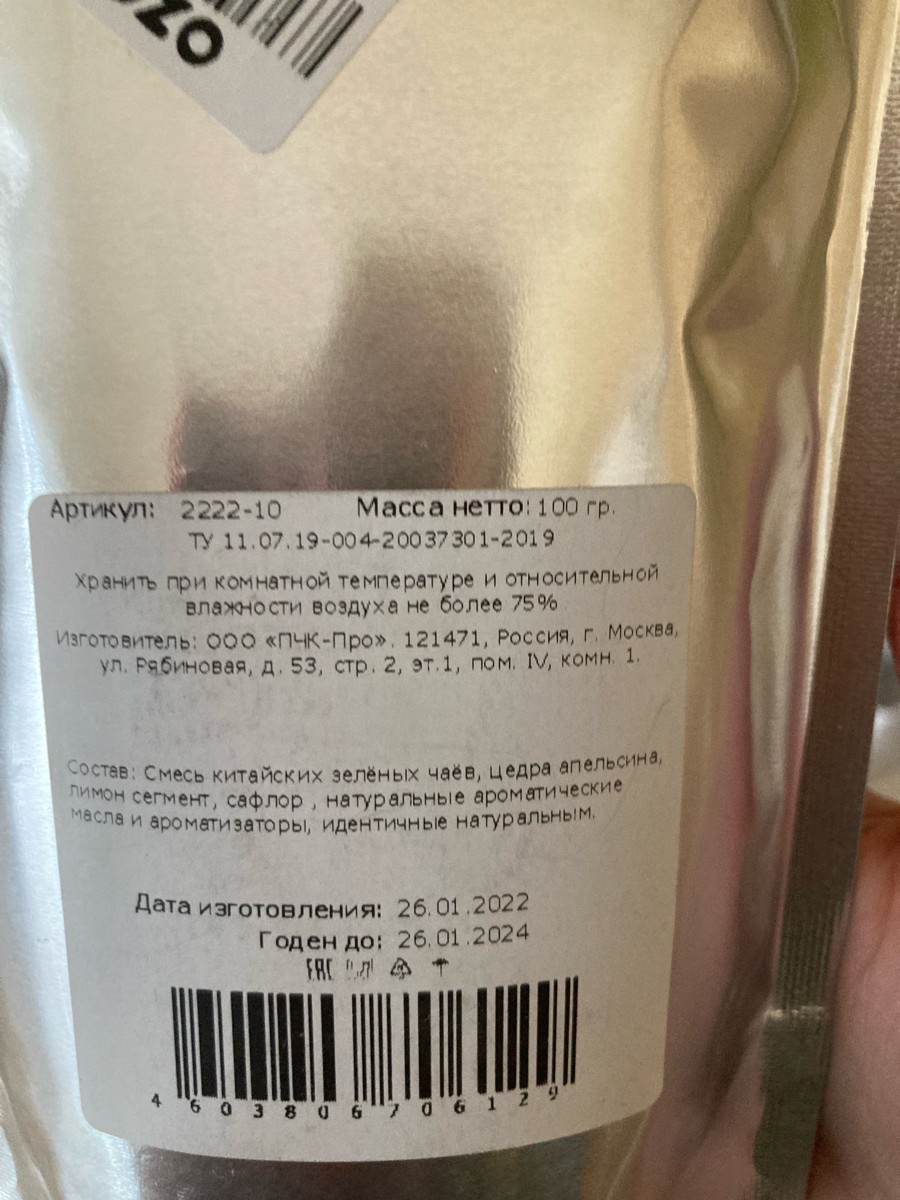 Артикул: 2222-10 Масса нетто: 100 гр.
ТУ 11.07.19-004-20037301-2019
Хранить при комнатной температуре и относительной
влажности воздуха не более 75%
Изготовитель: ООО «ПЧК-Про». 121471, Россия, г. Москва,
ул. Рябиновая, д. 53, стр. 2, эт.1, пом. IV, комн. 1.
Состав: Смесь китайских зелёных чаёв, цедра апельсина,
лимон сегмент, сафлор , натуральные ароматические
масла и ароматизаторы, идентичные натуральным.
Дата изготовления: 26.01.2022
Годен до: 26.01.2024
EAC
4 603806 706129